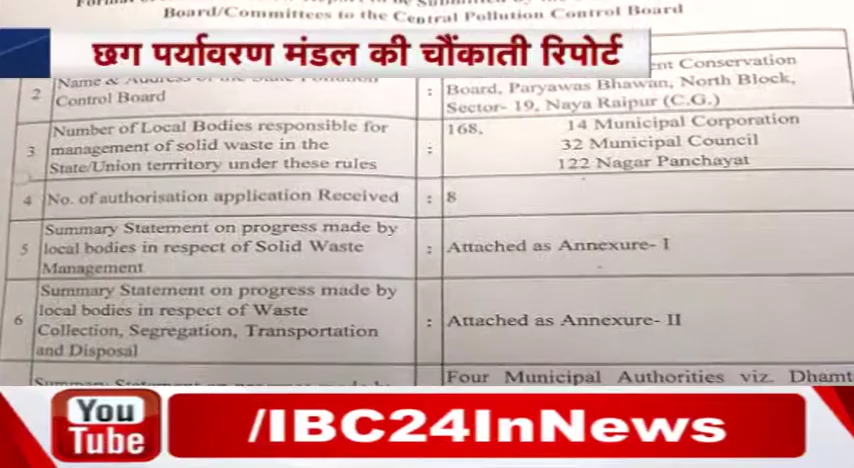 Board/Committees to the Central Pollution Control Board
छग पर्यावरण मंडल की चौंकाती रिपोर्ट
Conservation
2 Name & Address of the State Pollution Control Board : Board, Paryawas Bhawan, North Block,
Sector- 19, Naya Raipur (C.G.)
3 Number of Local Bodies responsible for
management of solid waste in the
State/Union terrritory under these rules
:
168. 14 Municipal Corporation
32 Municipal Council
122 Nagar Panchayat
4 No. of authorisation application Received : 8
5 Summary Statement on progress made by
local bodies in respect of Solid Waste
Management
: Attached as Annexure- I
6 Summary Statement on progress made by
local bodies in respect of Waste
Collection, Segregation, Transportation
and Disposal
: Attached as Annexure- II
Four Municipal Authorities viz. Dhamt
You
Tube
/IBC24InNews